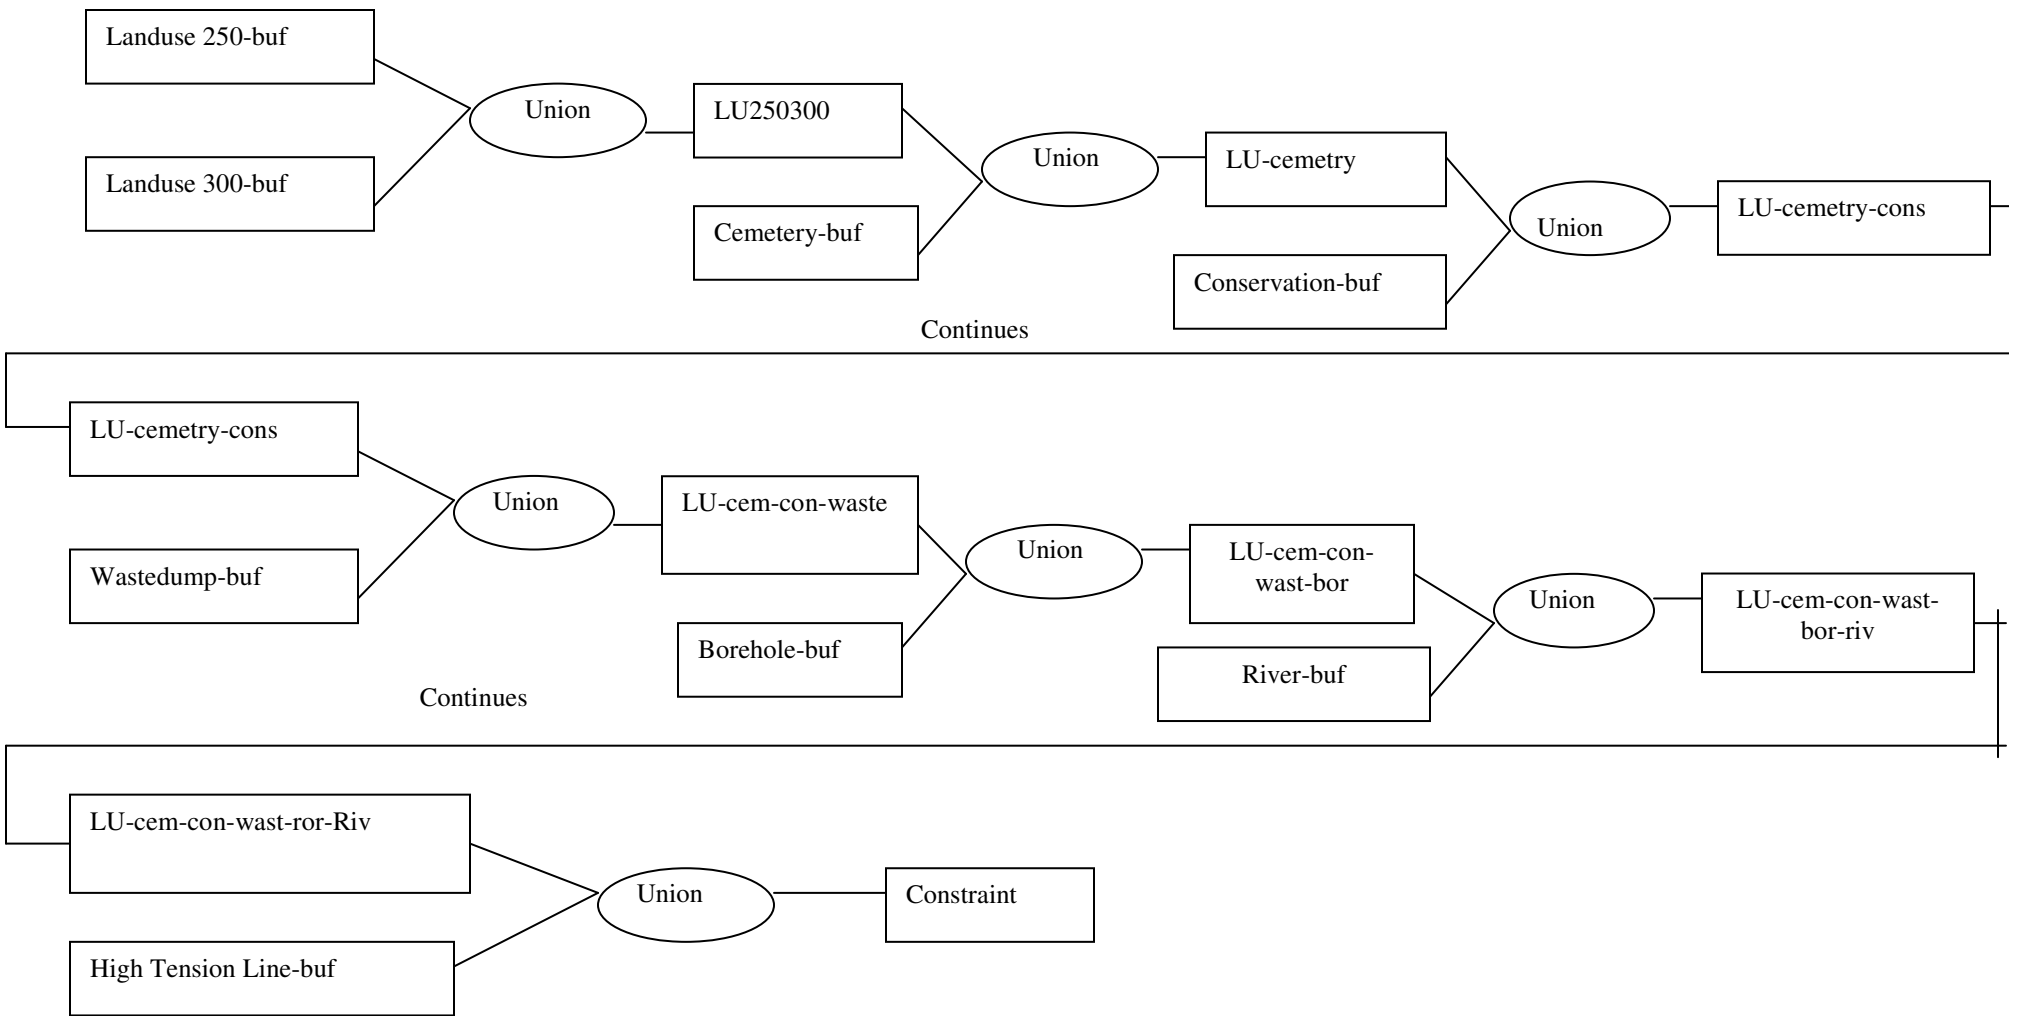 Landuse 250-buf
Landuse 300-buf
Union
LU250300
Cemetery-buf
Union
LU-cemetry
Conservation-buf
Union
LU-cemetry-cons
Continues
LU-cemetry-cons
Wastedump-buf
Union
LU-cem-con-waste
Borehole-buf
Union
LU-cem-con-
wast-bor
River-buf
Union
LU-cem-con-wast-
bor-riv
Continues
LU-cem-con-wast-ror-Riv
High Tension Line-buf
Union
Constraint